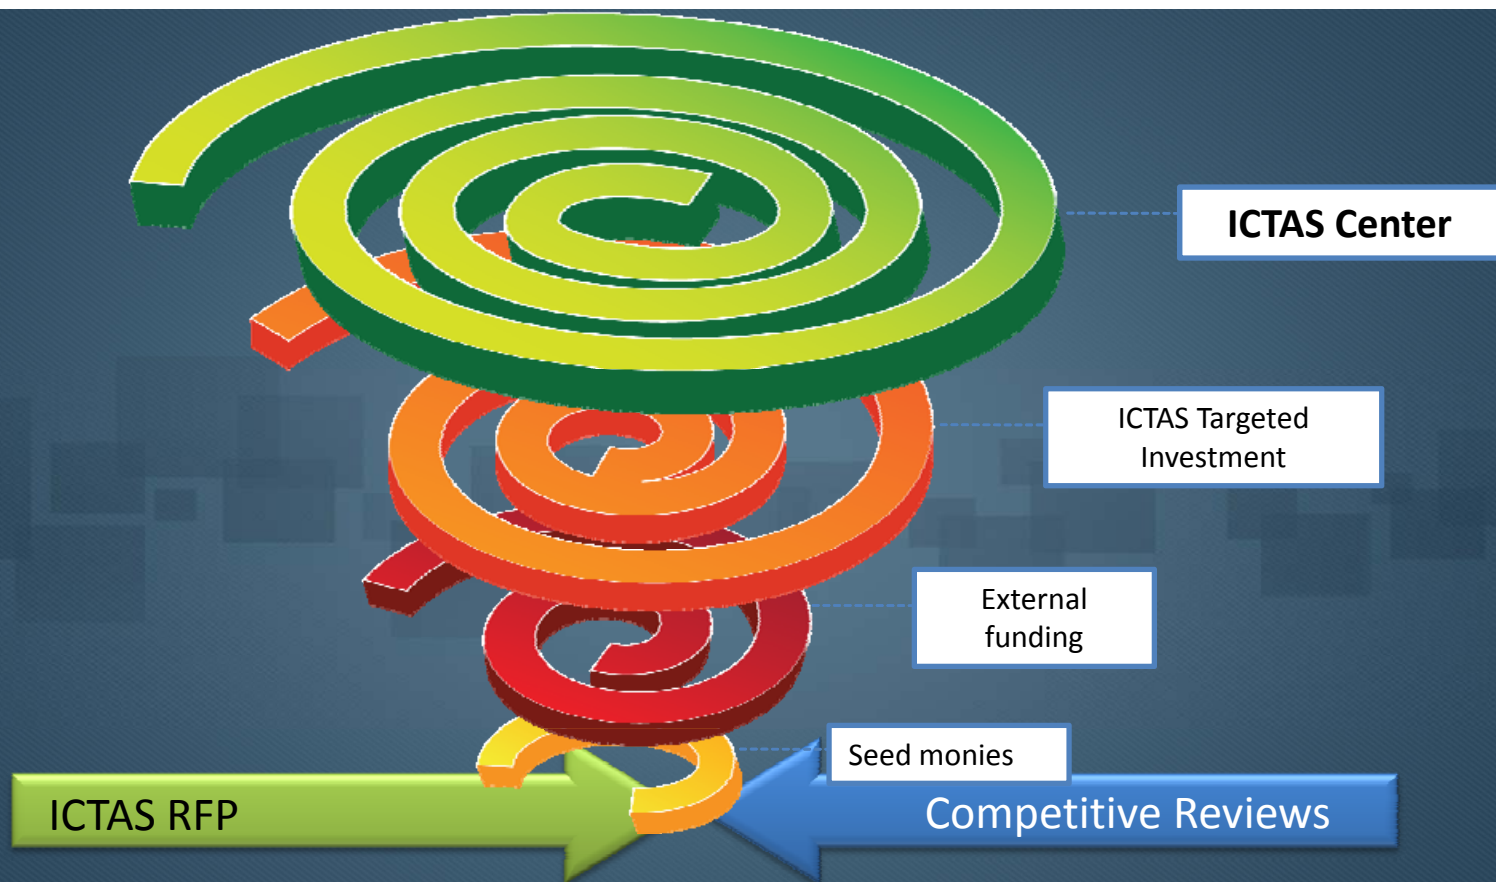 ICTAS Center
ICTAS Targeted
Investment
External
funding
Seed monies
ICTAS RFP
Competitive Reviews